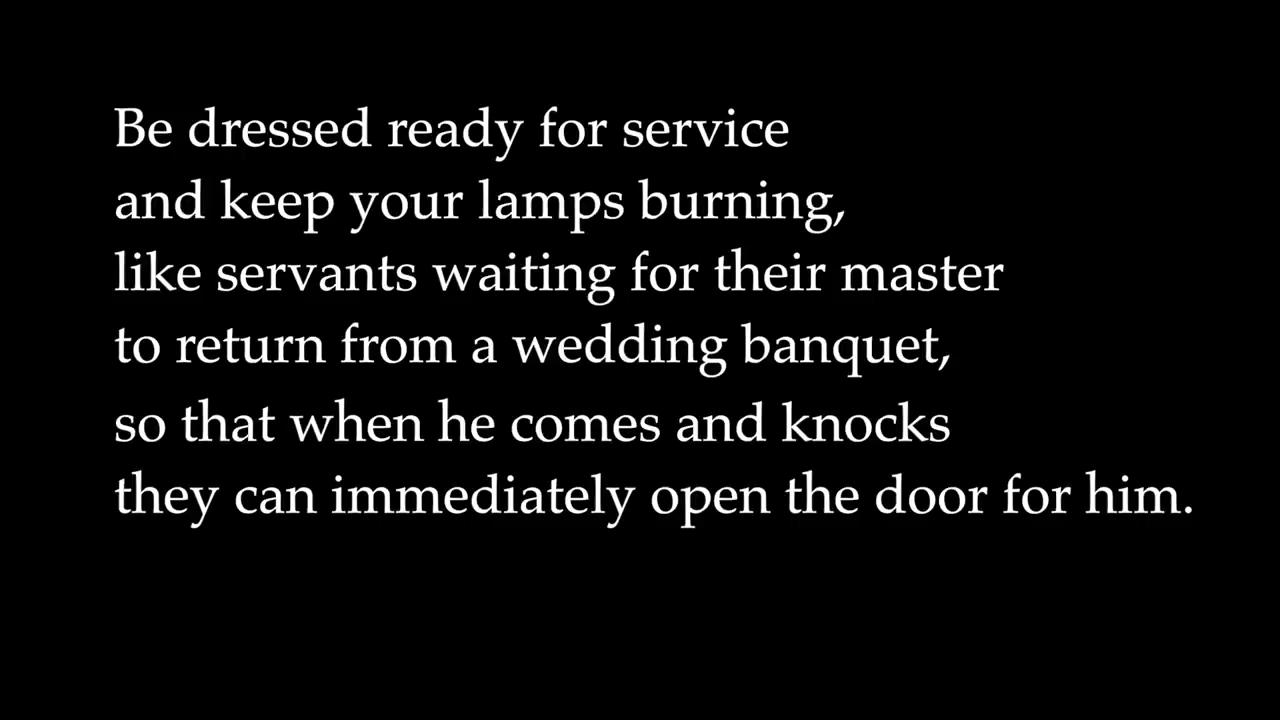 Be dressed ready for service
and keep your lamps burning,
like servants waiting for their master
to return from a wedding banquet,
so that when he comes and knocks
they can immediately open the door for him.